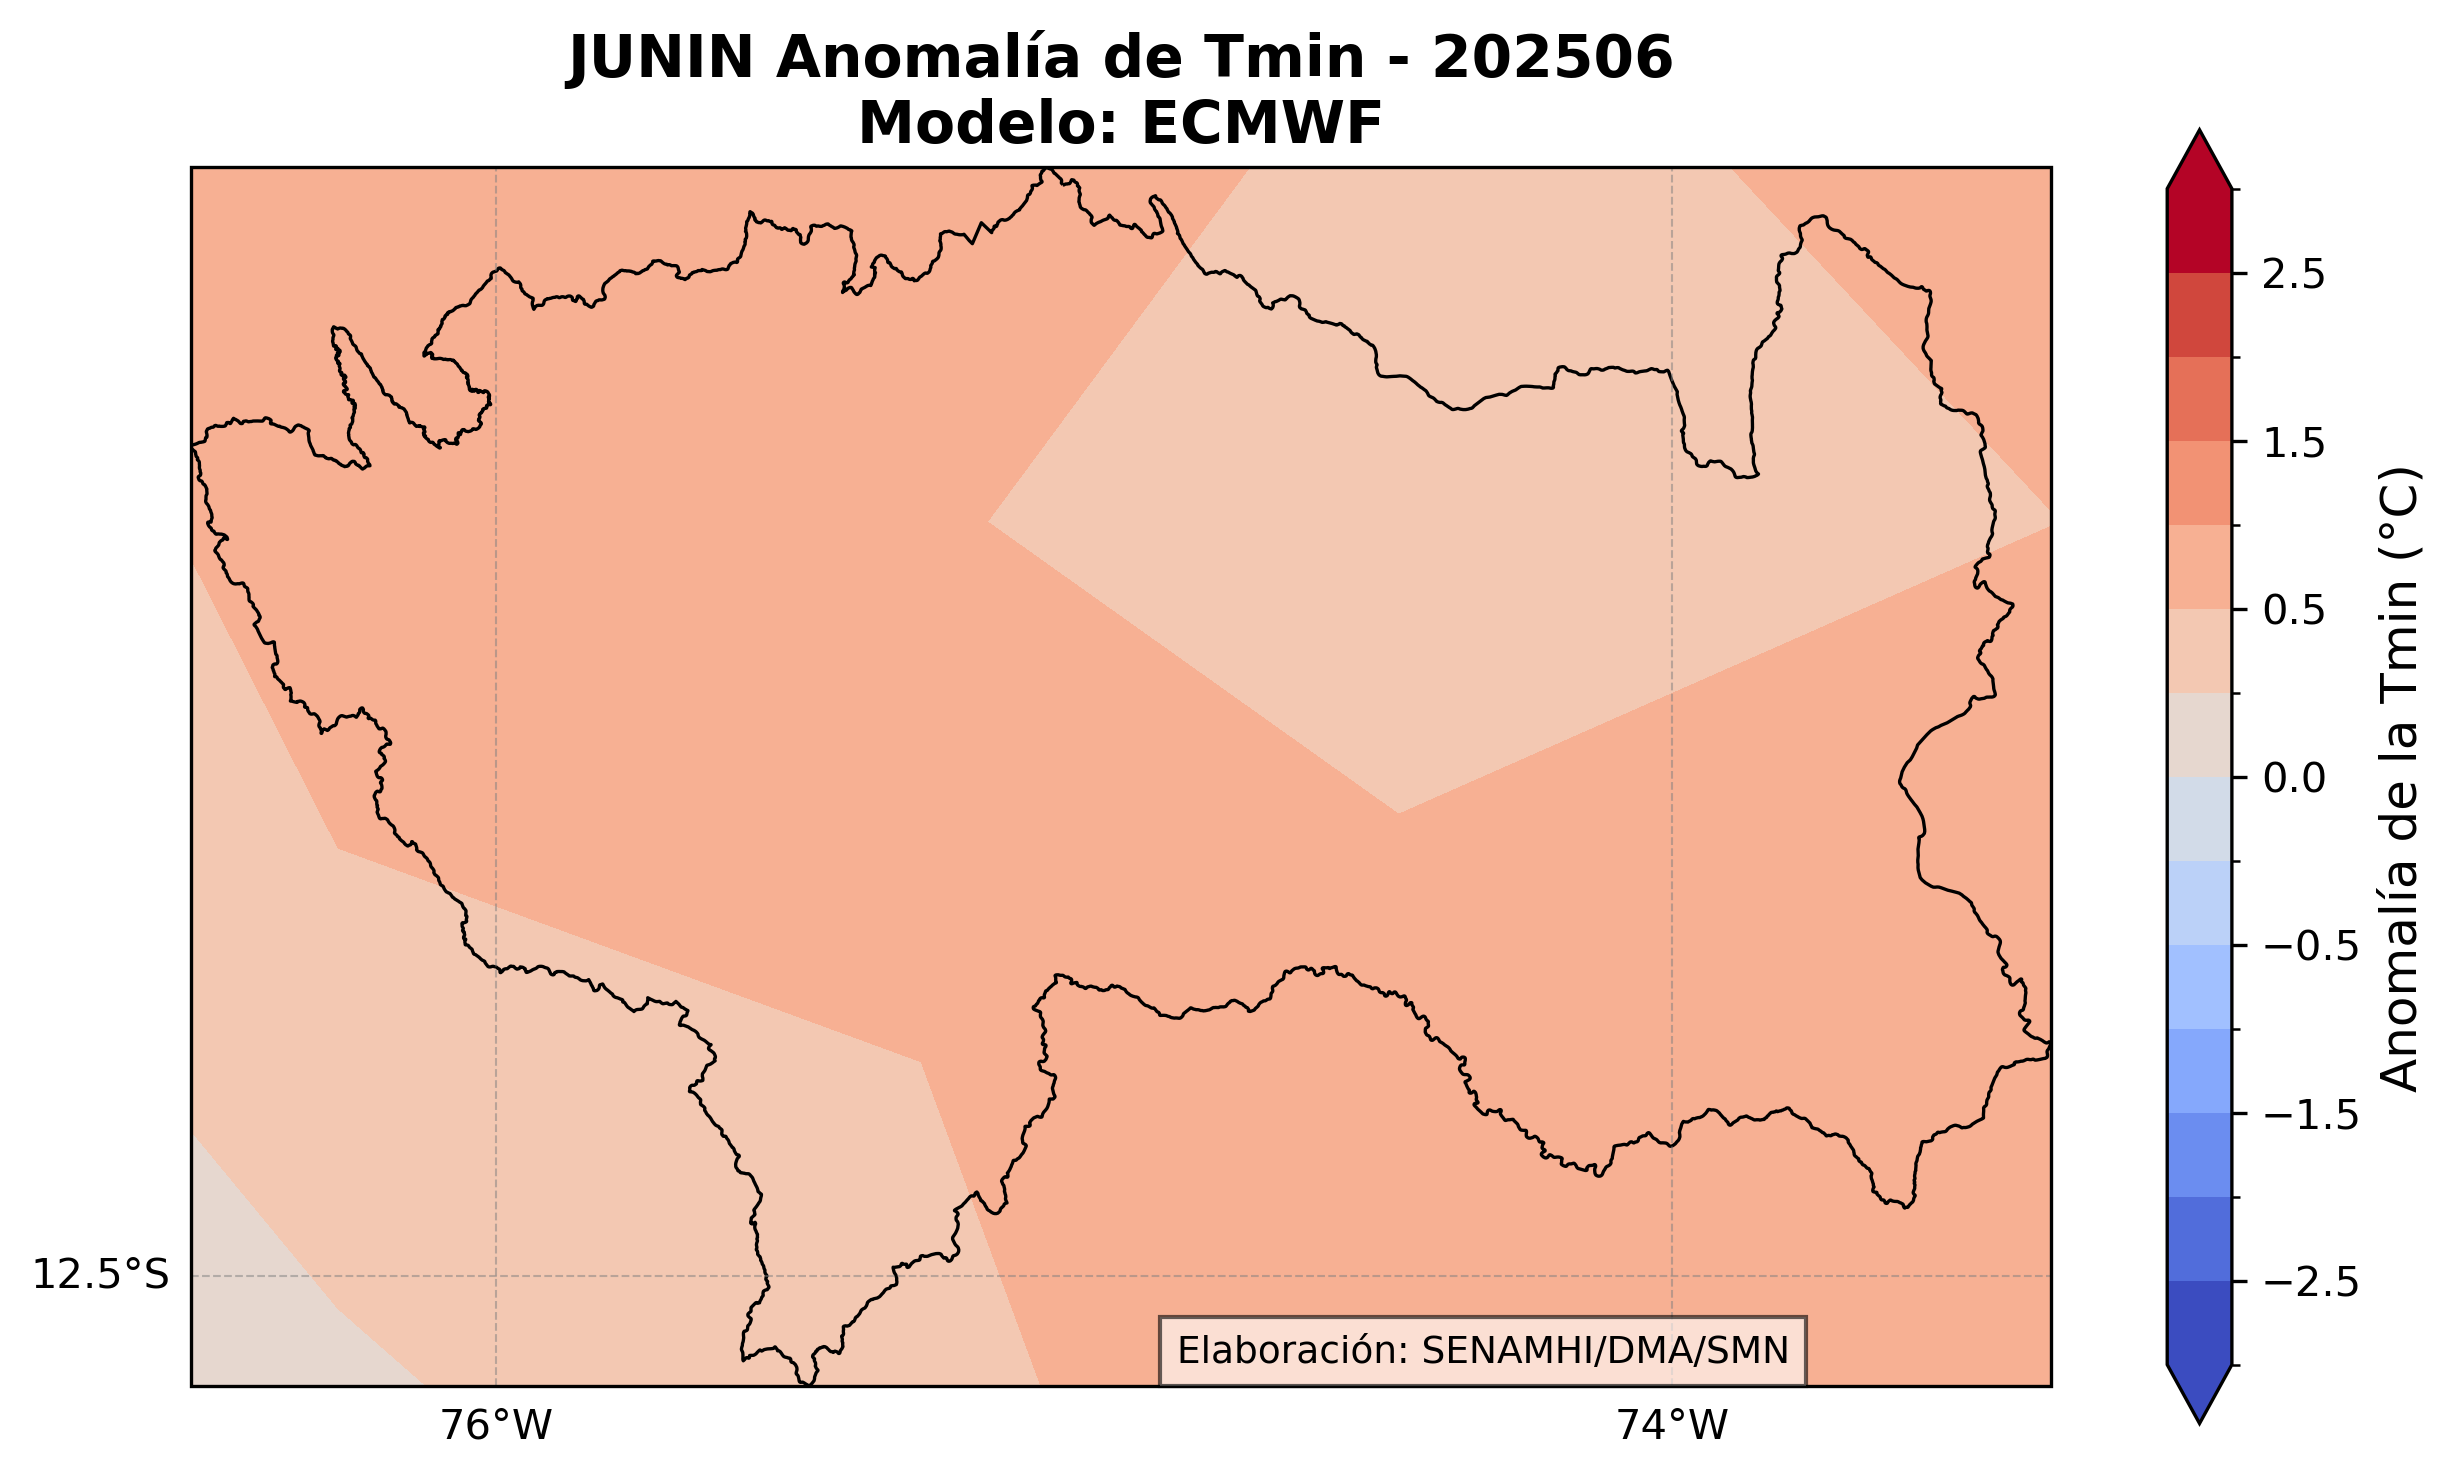 JUNIN Anomalía de Tmin - 202506
Modelo: ECMWF
2.5
1.5
0.5
0.0
−0.5
−1.5
−2.5
Anomalía de la Tmin (°C)
12.5°S
Elaboración: SENAMHI/DMA/SMN
76°W
74°W